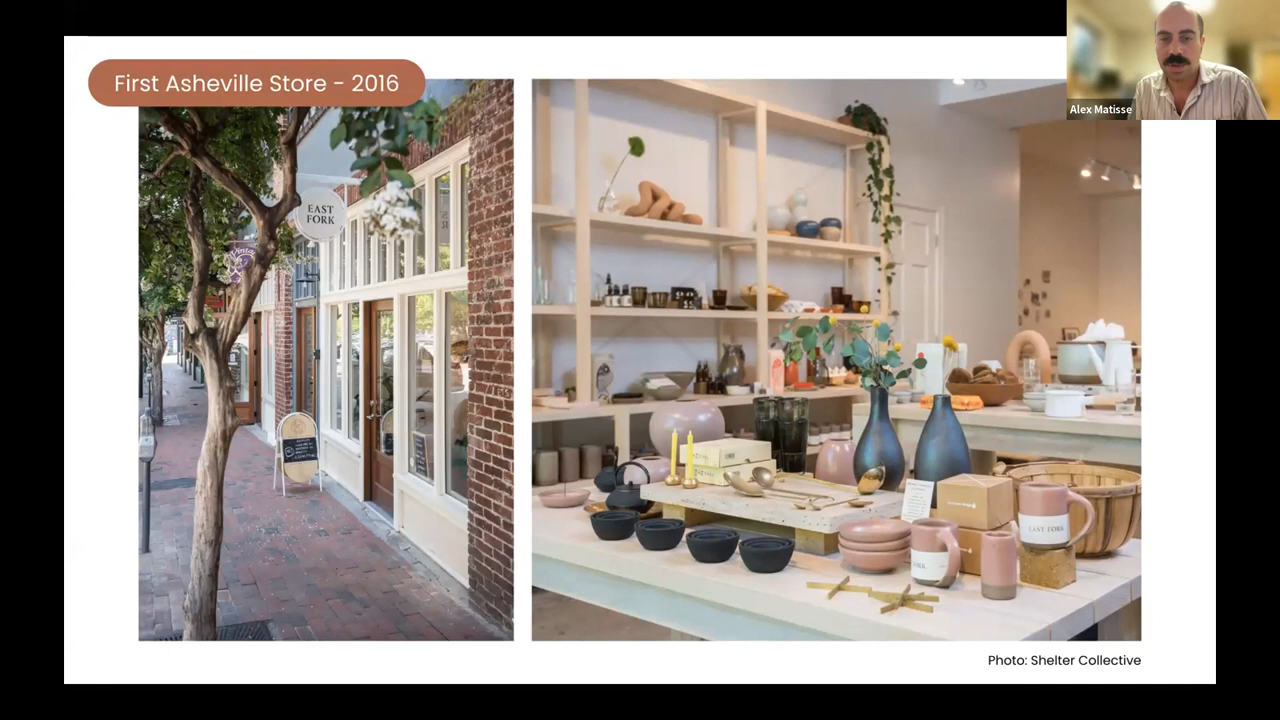 First Asheville Store - 2016
Alex Matisse
EAST
FORK
EAST FORK
Photo: Shelter Collective